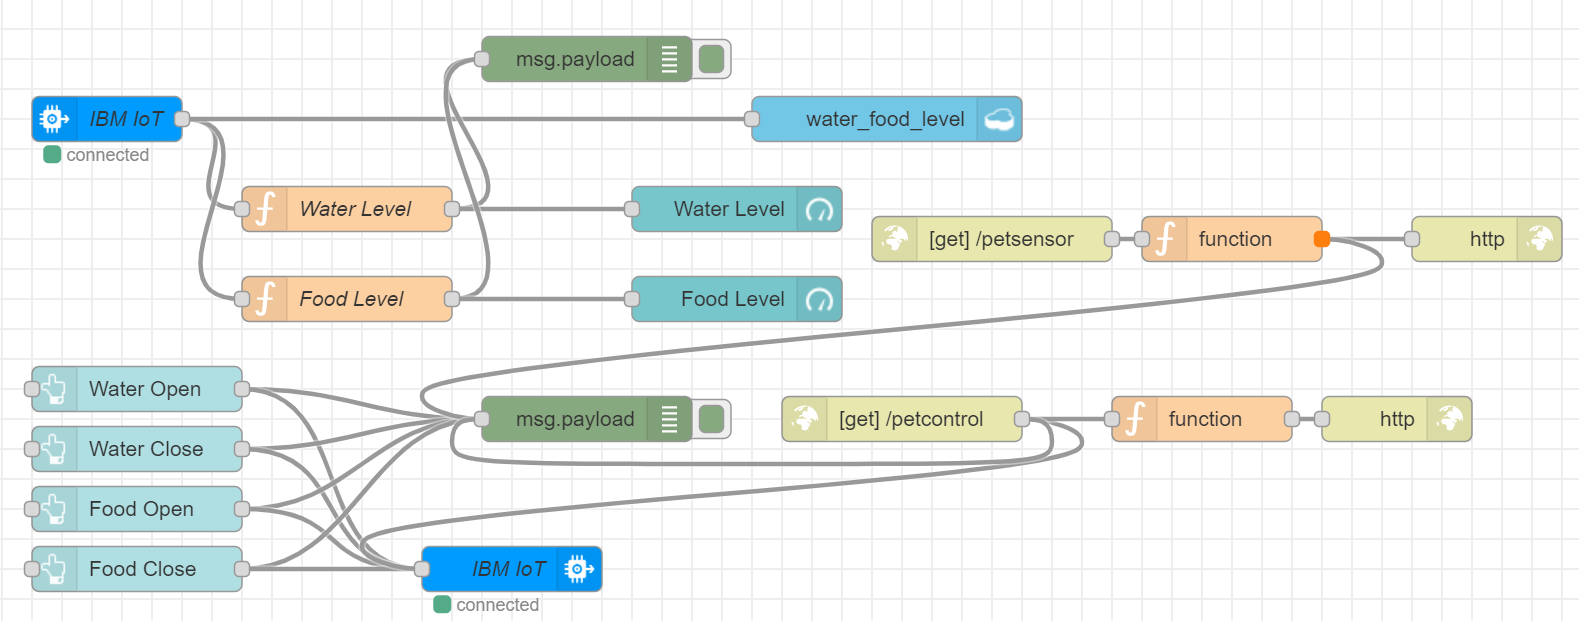 msg.payload
IBM IoT
connected
water_food_level
Water Level
Water Level
[get] /petsensor
function
http
Food Level
Food Level
Water Open
msg.payload
[get] /petcontrol
function
http
Water Close
Food Open
Food Close
IBM IoT
connected